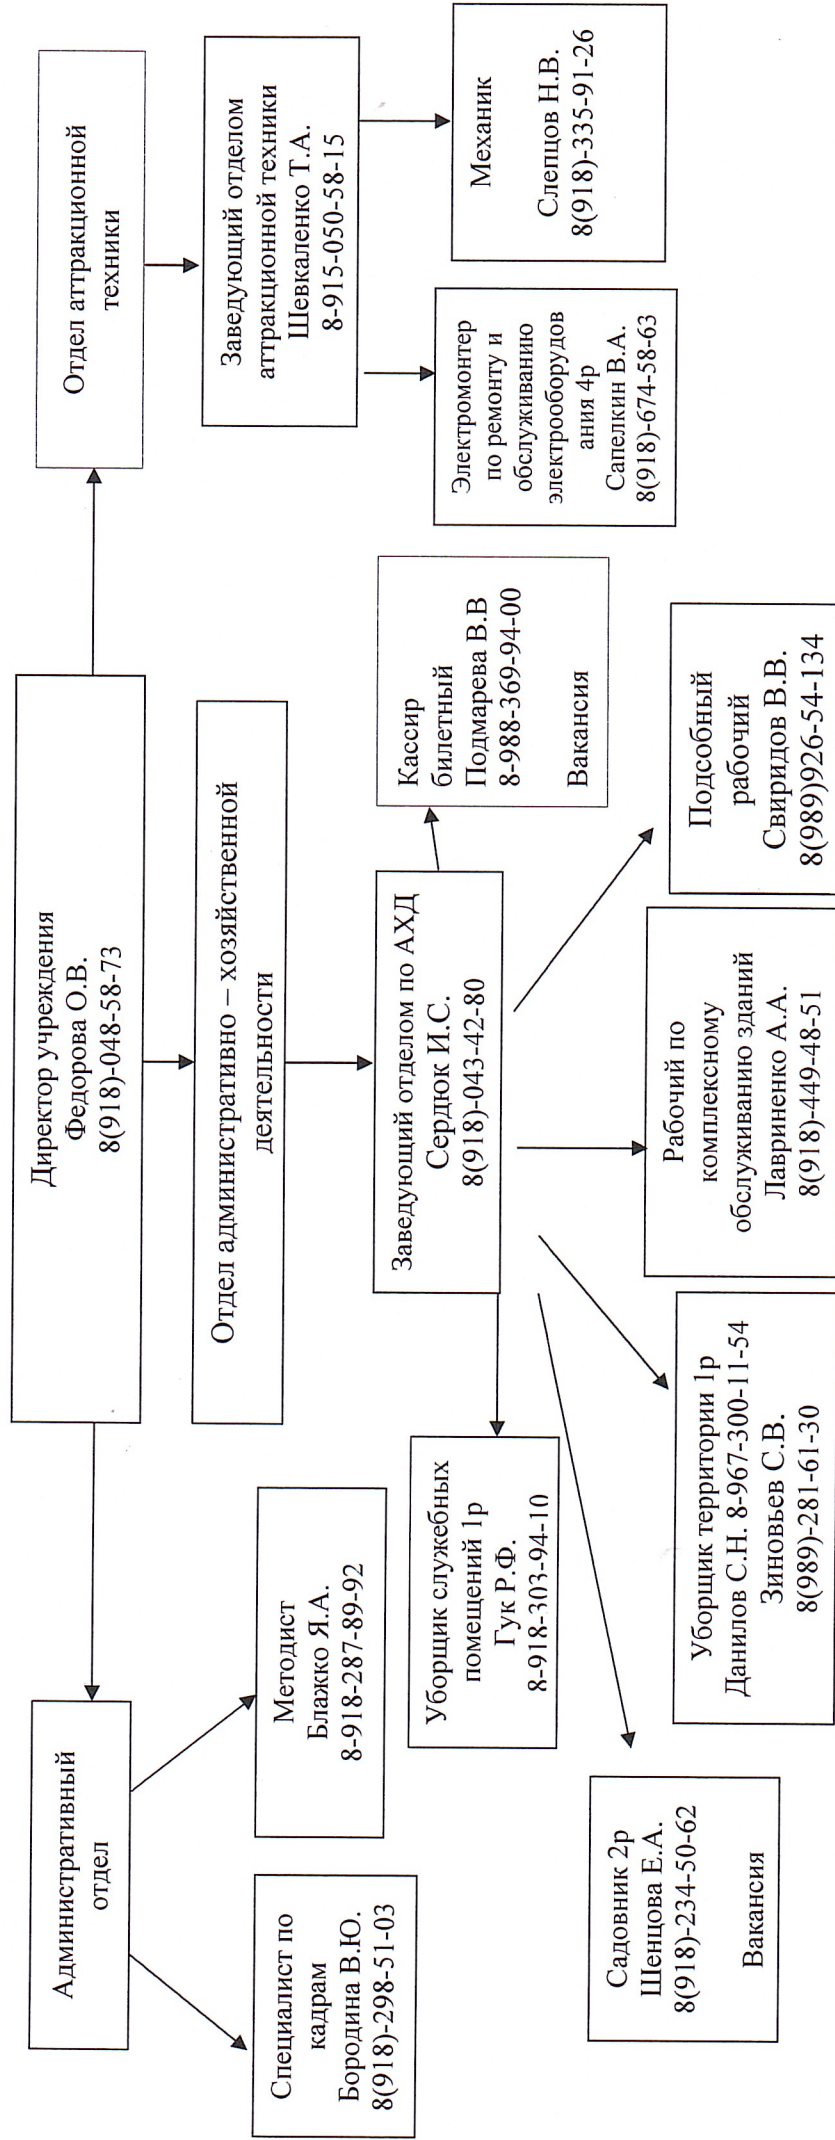 Директор учреждения
Федорова О.В.
8(918)-048-58-73
Административный
отдел
Отдел административно – хозяйственной
деятельности
Отдел аттракционной
техники
Специалист по
кадрам
Бородина В.Ю.
8(918)-298-51-03
Методист
Блажко Я.А.
8-918-287-89-92
Заведующий отделом по АХД
Сердюк И.С.
8(918)-043-42-80
Заведующий отделом
аттракционной техники
Шевкаленко Т.А.
8-915-050-58-15
Уборщик служебных
помещений 1р
Гук Р.Ф.
8-918-303-94-10
Кассир
билетный
Подмарева В.В
8-988-369-94-00
Вакансия
Электромонтер
по ремонту и
обслуживанию
электрооборудов
ания 4р
Сапелкин В.А.
8(918)-674-58-63
Механик
Слепцов Н.В.
8(918)-335-91-26
Садовник 2р
Шенцова Е.А.
8(918)-234-50-62
Вакансия
Уборщик территории 1р
Данилов С.Н. 8-967-300-11-54
Зиновьев С.В.
8(989)-281-61-30
Рабочий по
комплексному
обслуживанию зданий
Лавриненко А.А.
8(918)-449-48-51
Подсобный
рабочий
Свиридов В.В.
8(989)926-54-134